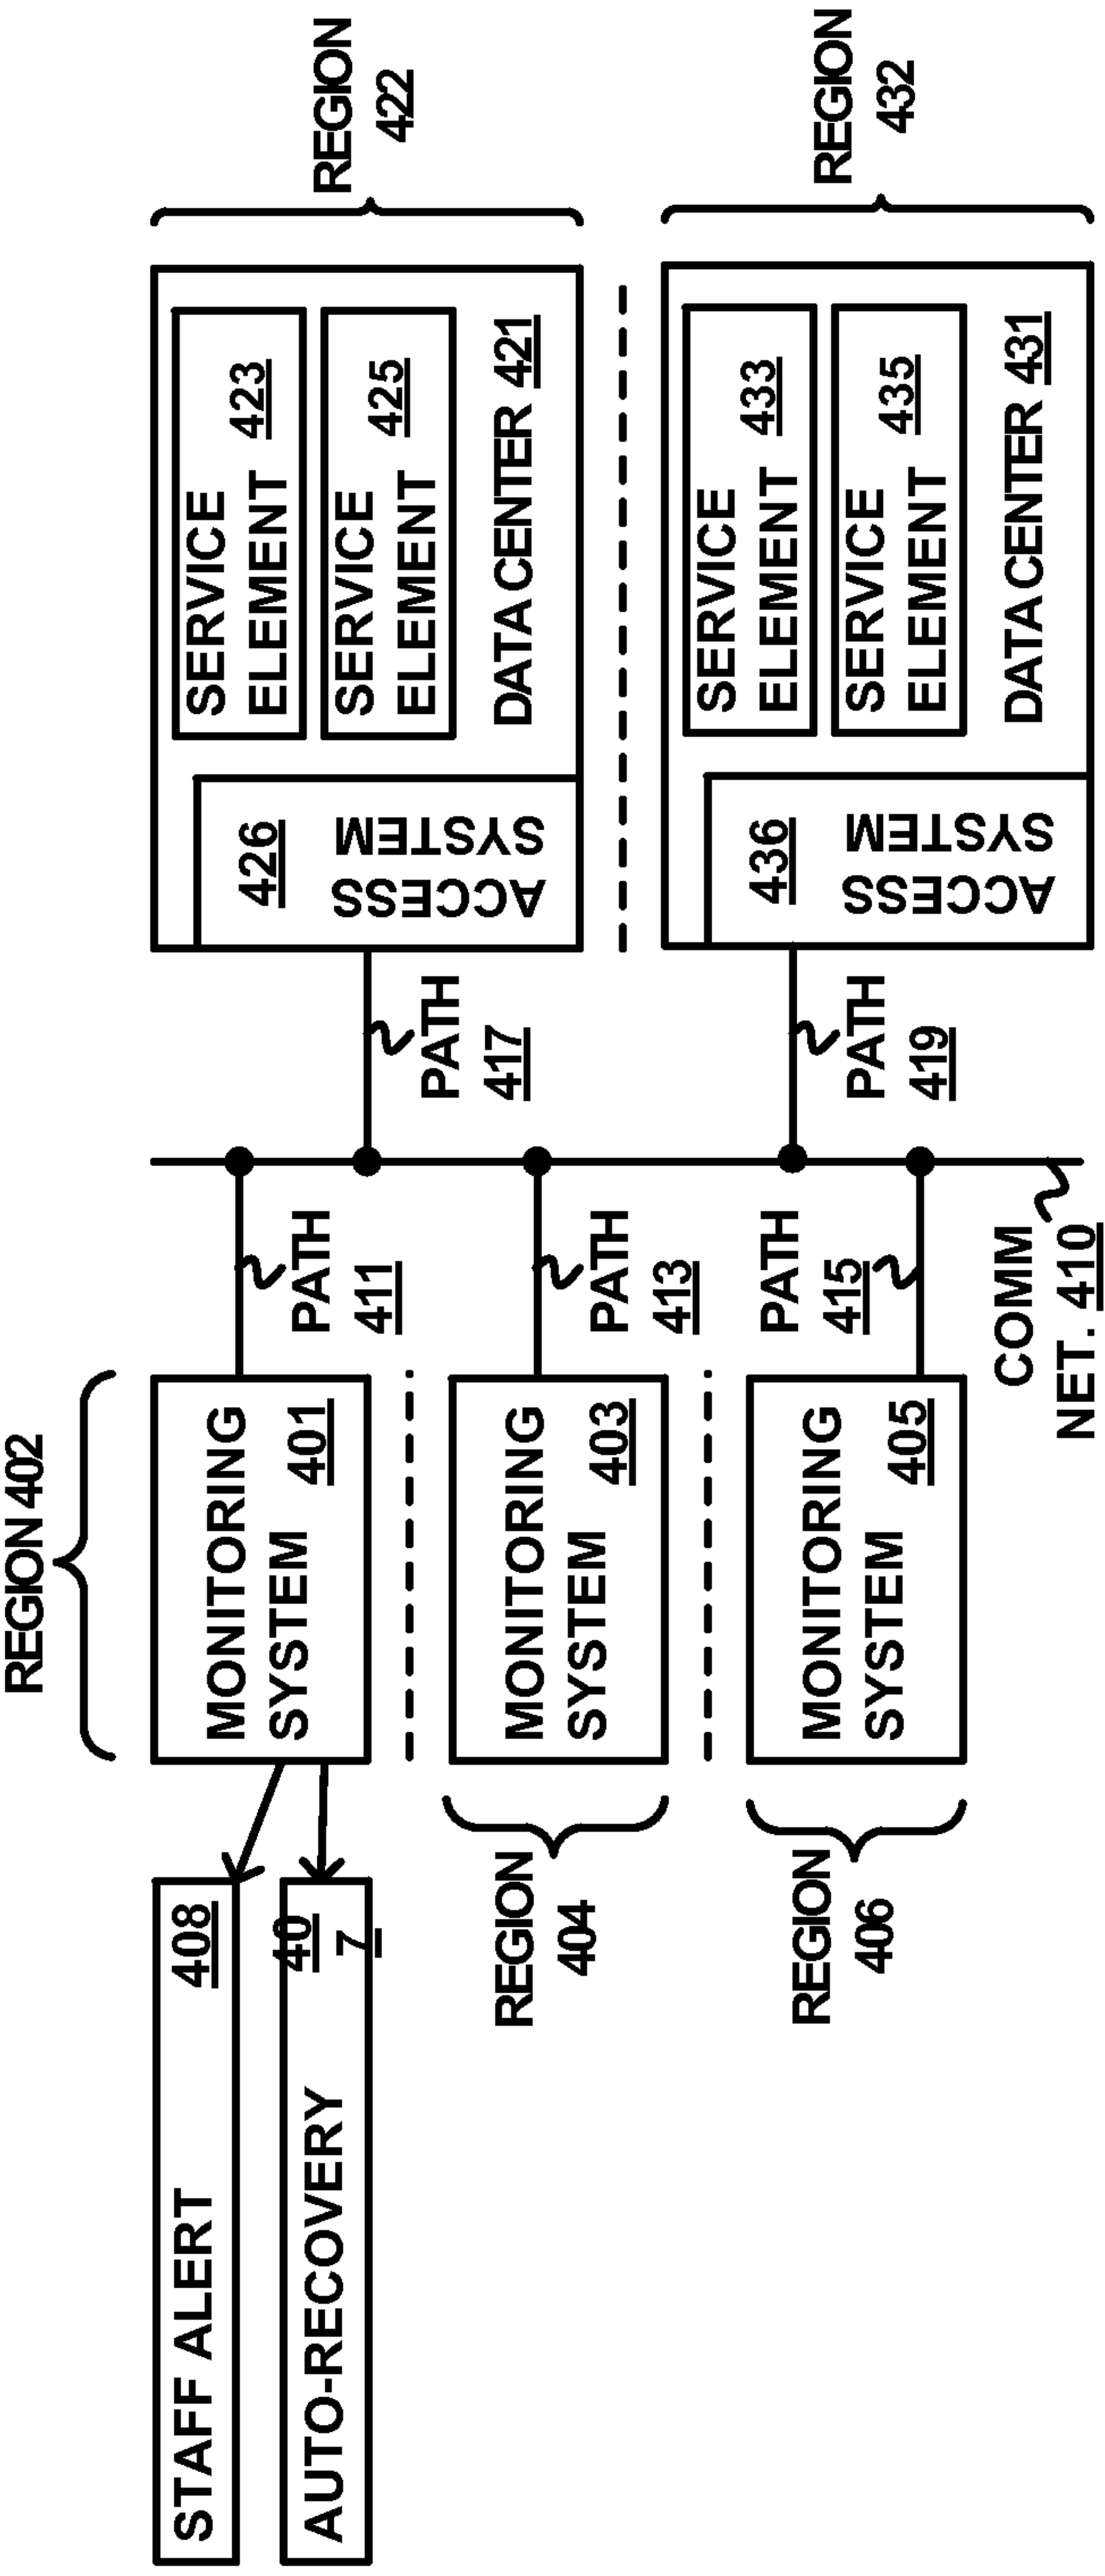 REGION 402
STAFF ALERT
408
AUTO-RECOVERY
40
7
MONITORING
SYSTEM 401
PATH
411
MONITORING
SYSTEM 403
REGION
404
PATH
413
MONITORING
SYSTEM 405
REGION
406
PATH
415
COMM
NET. 410
PATH
417
PATH
419
ACCESS
SYSTEM
426
SERVICE
ELEMENT 423
SERVICE
ELEMENT 425
DATA CENTER 421
REGION
422
ACCESS
SYSTEM
436
SERVICE
ELEMENT 433
SERVICE
ELEMENT 435
DATA CENTER 431
REGION
432